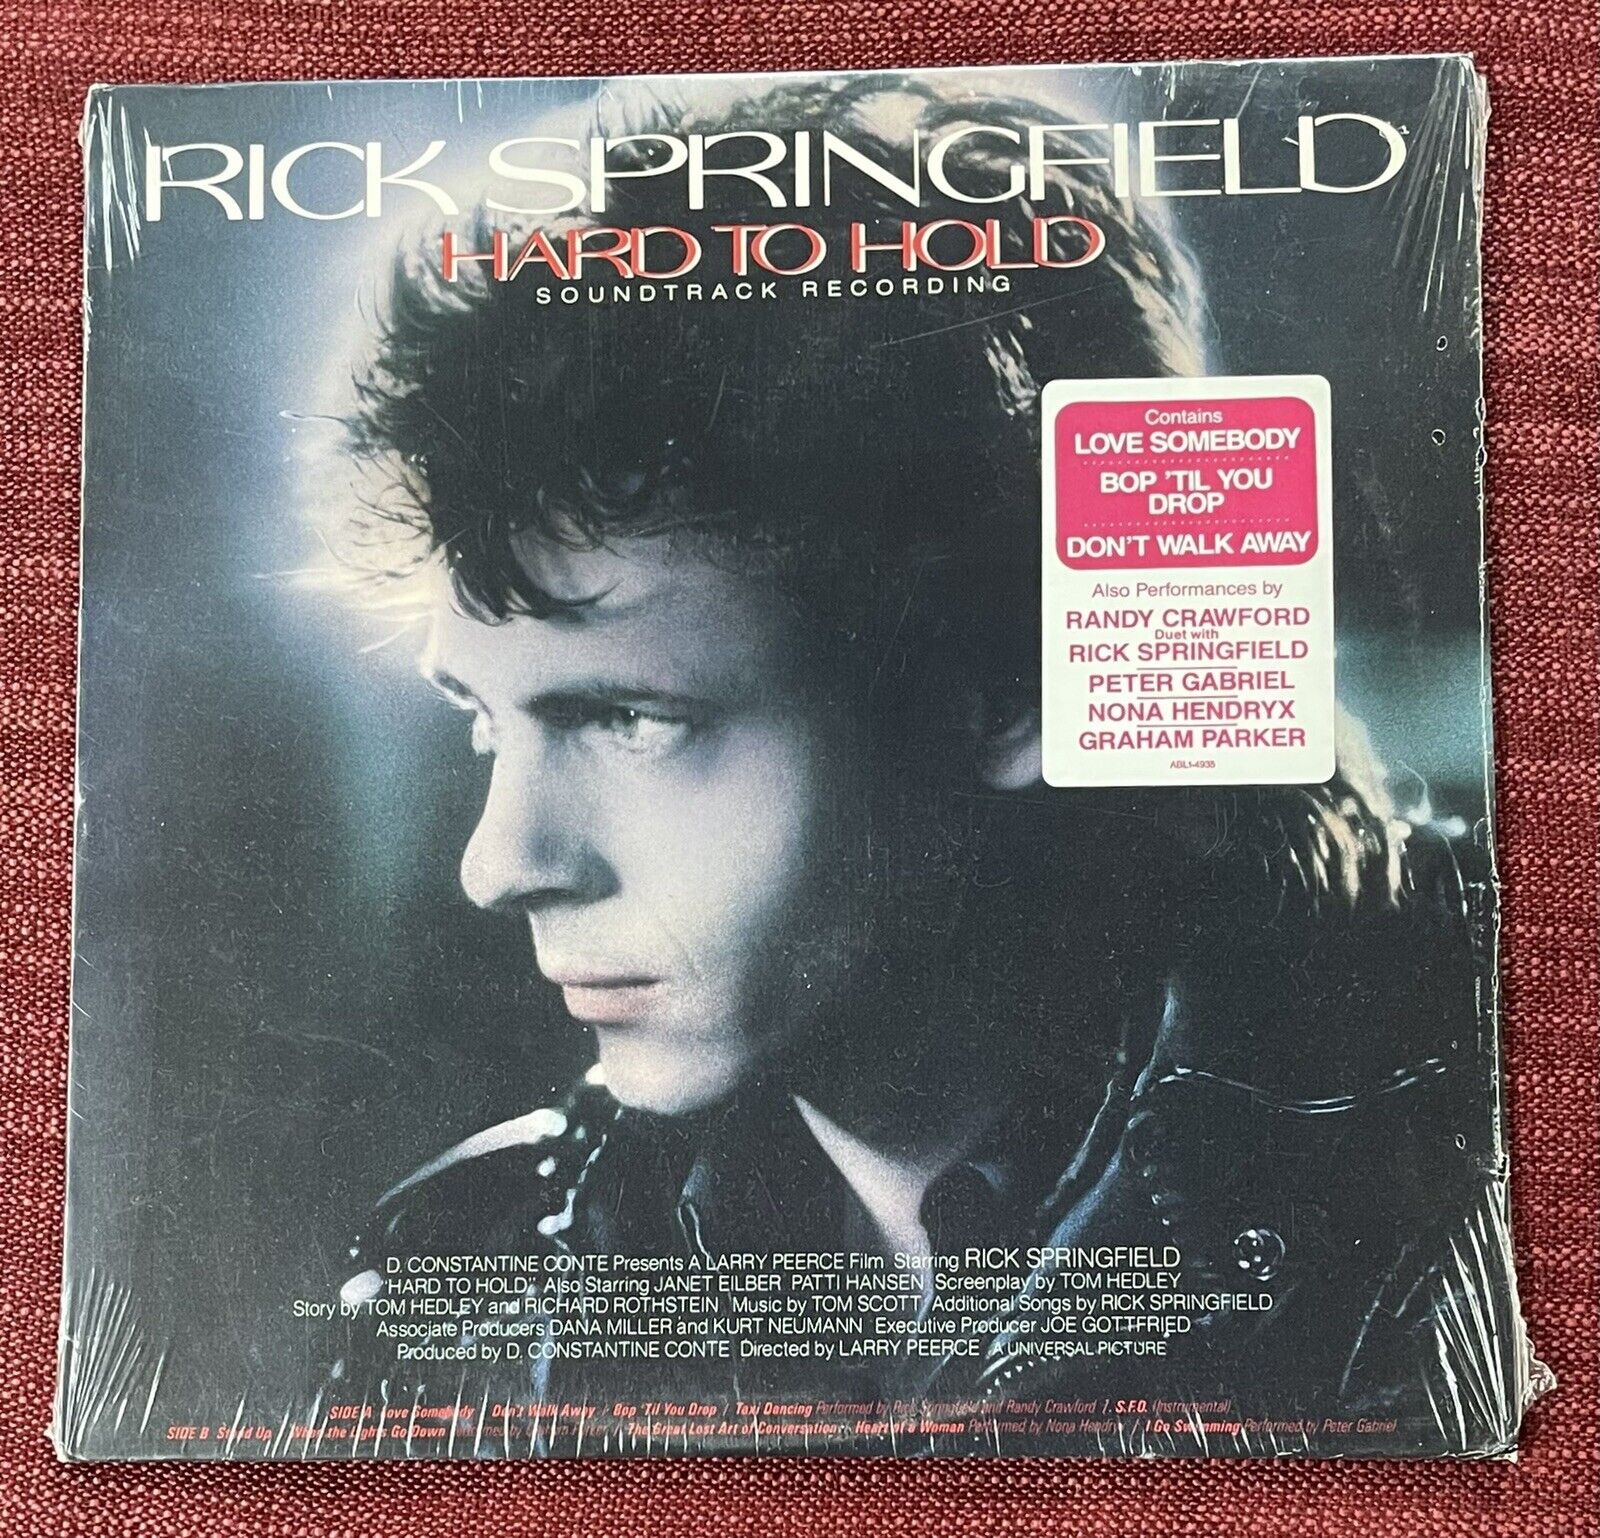 RICK SPRINGFIELD
HARD TO HOLD
SOUNDTRACK RECORDING
Contains
LOVE SOMEBODY
BOP 'TIL YOU
DROP
DON'T WALK AWAY
Also Performances by
RANDY CRAWFORD
Duet with
RICK SPRINGFIELD
PETER GABRIEL
NONA HENDRYX
GRAHAM PARKER
ABL1-4935
D. CONSTANTINE CONTE Presents A LARRY PEERCE Film Starring RICK SPRINGFIELD
"HARD TO HOLD" Also Starring JANET EILBER PATTI HANSEN Screenplay by TOM HEDLEY
Story by TOM HEDLEY and RICHARD ROTHSTEIN Music by TOM SCOTT Additional Songs by RICK SPRINGFIELD
Associate Producers DANA MILLER and KURT NEUMANN Executive Producer JOE GOTTFRIED
Produced by D. CONSTANTINE CONTE Directed by LARRY PEERCE A UNIVERSAL PICTURE
SIDE A Love Somebody Don't Walk Away / Bop 'Til You Drop / Taxi Dancing Performed by Rick Springfield and Randy Crawford / S.F.O. (Instrumental)
SIDE B Stand Up When the Lights Go Down Performed by Graham Parker / The Great Lost Art of Conversation Heart of a Woman Performed by Nona Hendryx / I Go Swimming Performed by Peter Gabriel